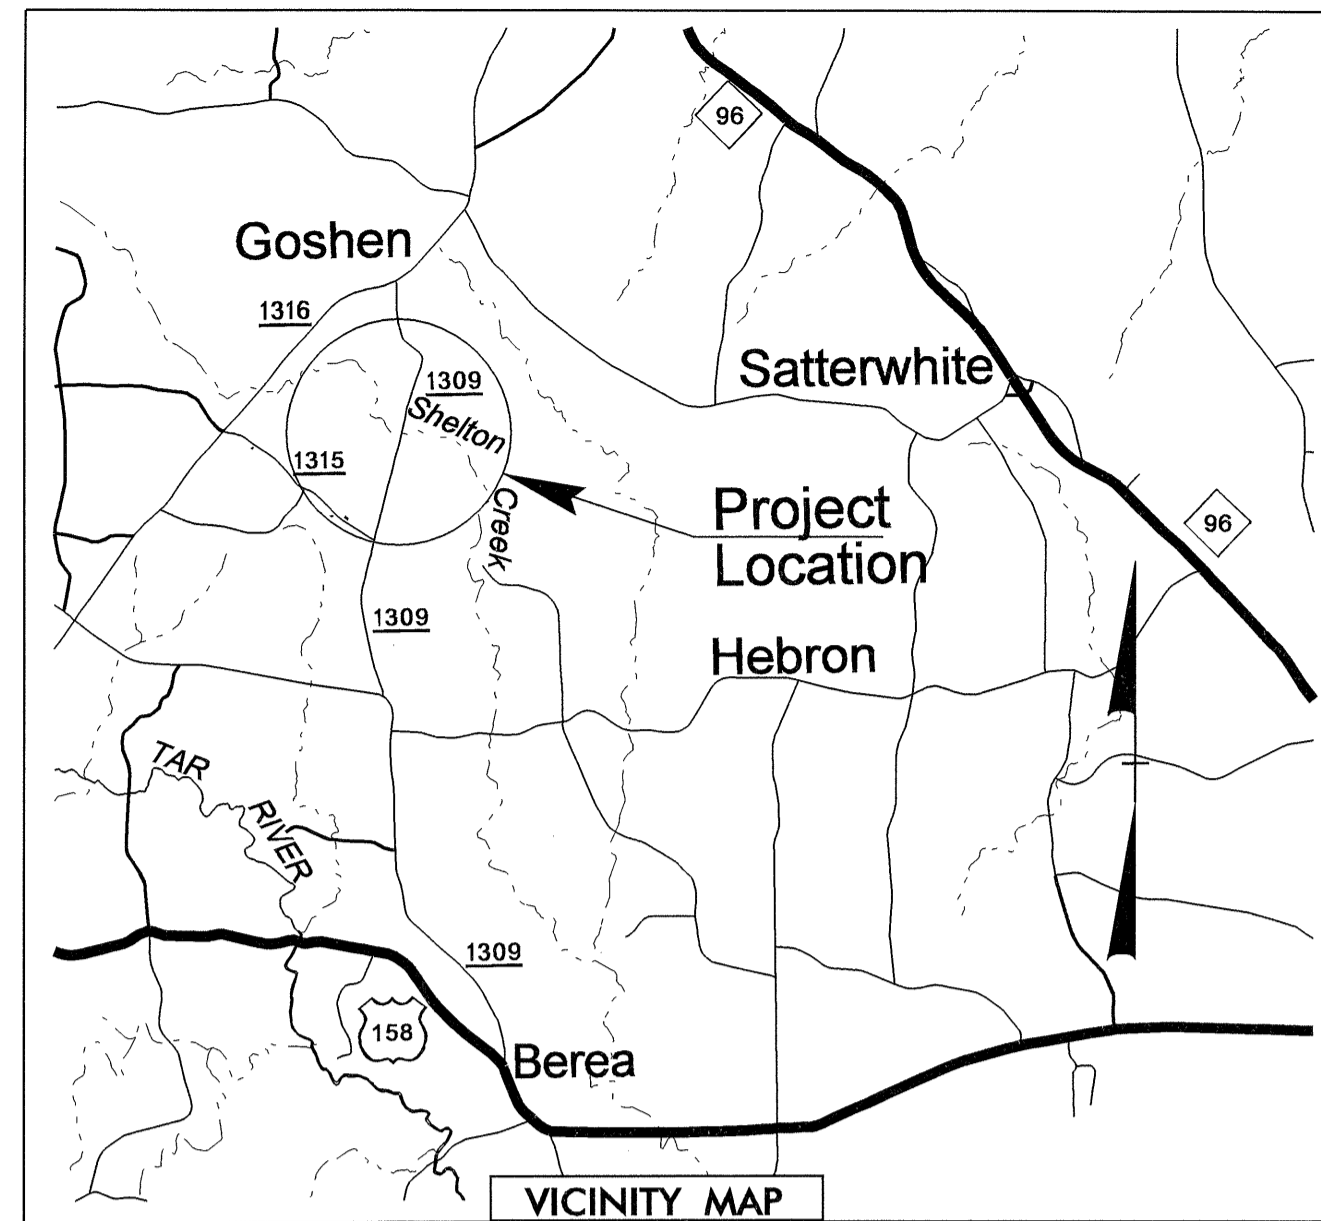 96
Goshen
1316
Satterwhite
1309
Shelton
Creek
1315
Project
Location
96
1309
Hebron
TAR
RIVER
1309
158
Berea
VICINITY MAP